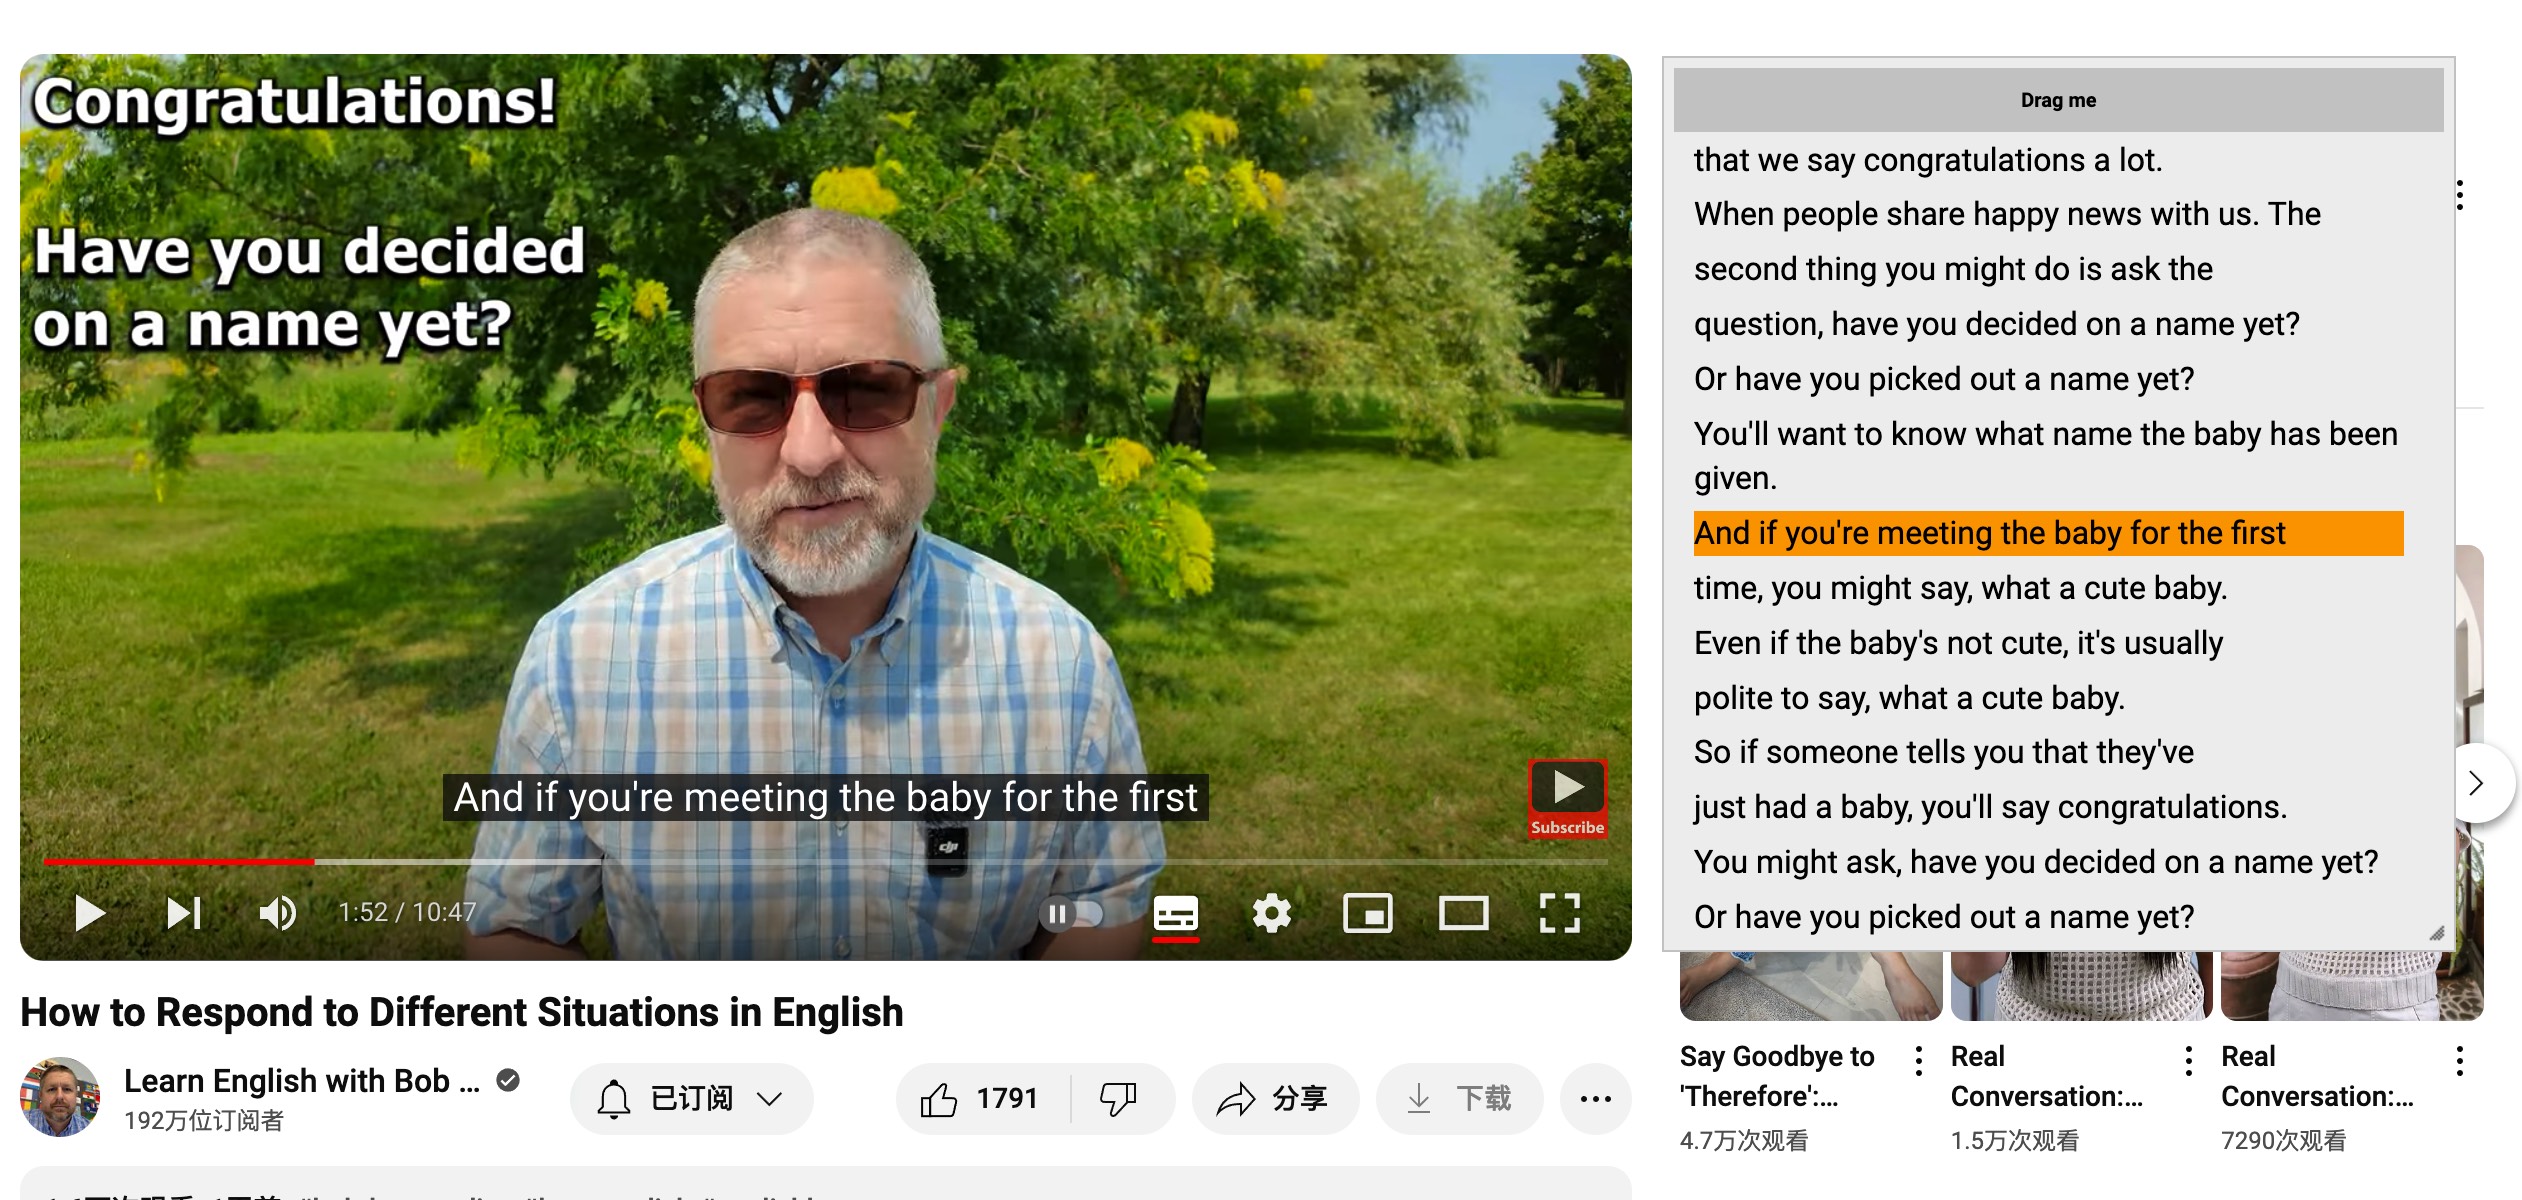 Congratulations!
Have you decided
on a name yet?
And if you're meeting the baby for the first
dji
Subscribe
1:52 / 10:47
Drag me
that we say congratulations a lot.
When people share happy news with us. The
second thing you might do is ask the
question, have you decided on a name yet?
Or have you picked out a name yet?
You'll want to know what name the baby has been
given.
And if you're meeting the baby for the first
time, you might say, what a cute baby.
Even if the baby's not cute, it's usually
polite to say, what a cute baby.
So if someone tells you that they've
just had a baby, you'll say congratulations.
You might ask, have you decided on a name yet?
Or have you picked out a name yet?
How to Respond to Different Situations in English
Learn English with Bob ...
192万位订阅者
已订阅
1791
分享
下载
Say Goodbye to
'Therefore':...
4.7万次观看
Real
Conversation:...
1.5万次观看
Real
Conversation:...
7290次观看